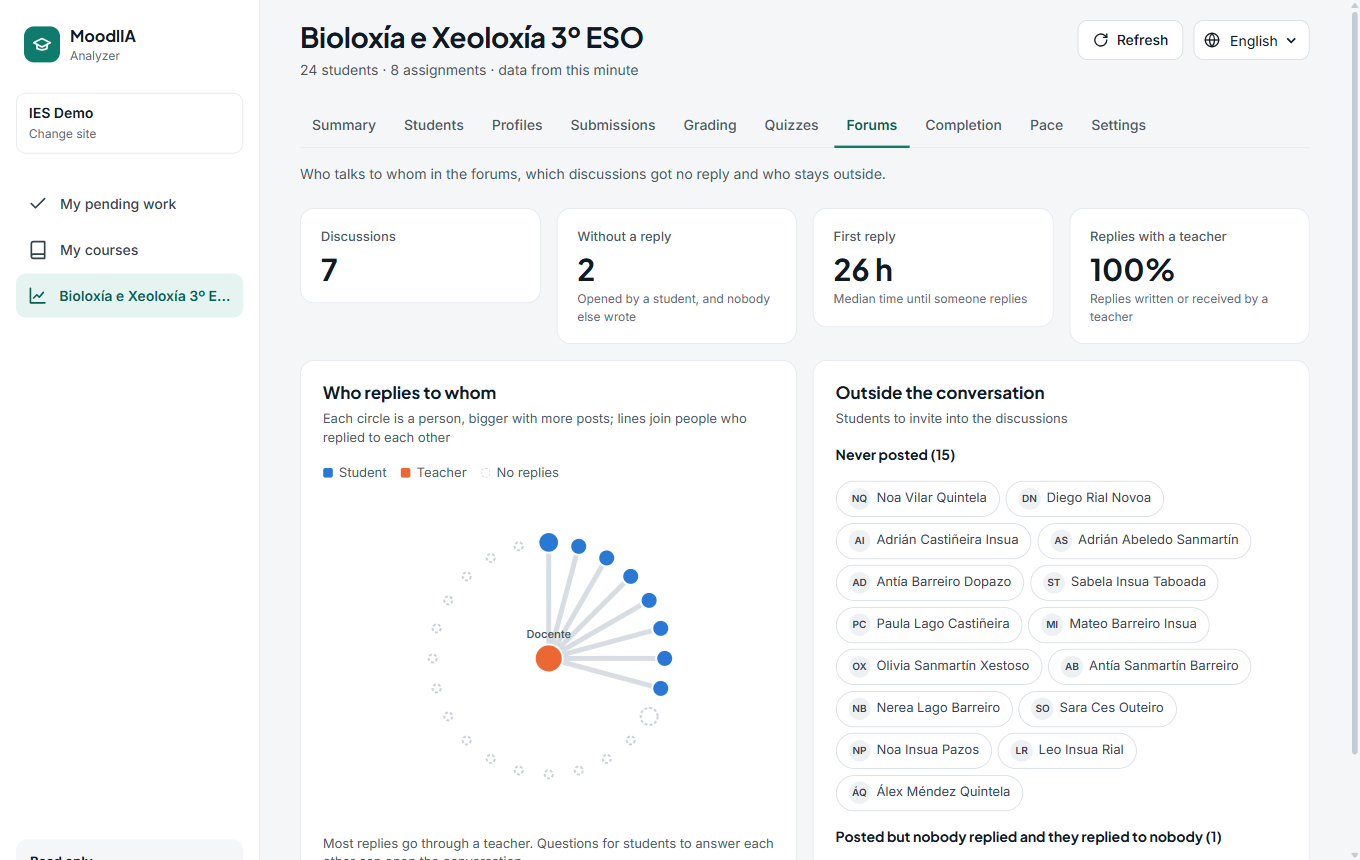 MoodlIA
Analyzer
IES Demo
Change site
My pending work
My courses
Bioloxía e Xeoloxía 3º E...
Bioloxía e Xeoloxía 3º ESO
24 students · 8 assignments · data from this minute
Refresh
English
Summary
Students
Profiles
Submissions
Grading
Quizzes
Forums
Completion
Pace
Settings
Who talks to whom in the forums, which discussions got no reply and who stays outside.
Discussions
7
Without a reply
2
Opened by a student, and nobody
else wrote
First reply
26 h
Median time until someone replies
Replies with a teacher
100%
Replies written or received by a
teacher
Who replies to whom
Each circle is a person, bigger with more posts; lines join people who
replied to each other
Student
Teacher
No replies
Docente
Most replies go through a teacher. Questions for students to answer each
Outside the conversation
Students to invite into the discussions
Never posted (15)
NQ Noa Vilar Quintela
DN Diego Rial Novoa
AI Adrián Castiñeira Insua
AS Adrián Abeledo Sanmartín
AD Antía Barreiro Dopazo
ST Sabela Insua Taboada
PC Paula Lago Castiñeira
MI Mateo Barreiro Insua
OX Olivia Sanmartín Xestoso
AB Antía Sanmartín Barreiro
NB Nerea Lago Barreiro
SO Sara Ces Outeiro
NP Noa Insua Pazos
LR Leo Insua Rial
ÁQ Álex Méndez Quintela
Posted but nobody replied and they replied to nobody (1)